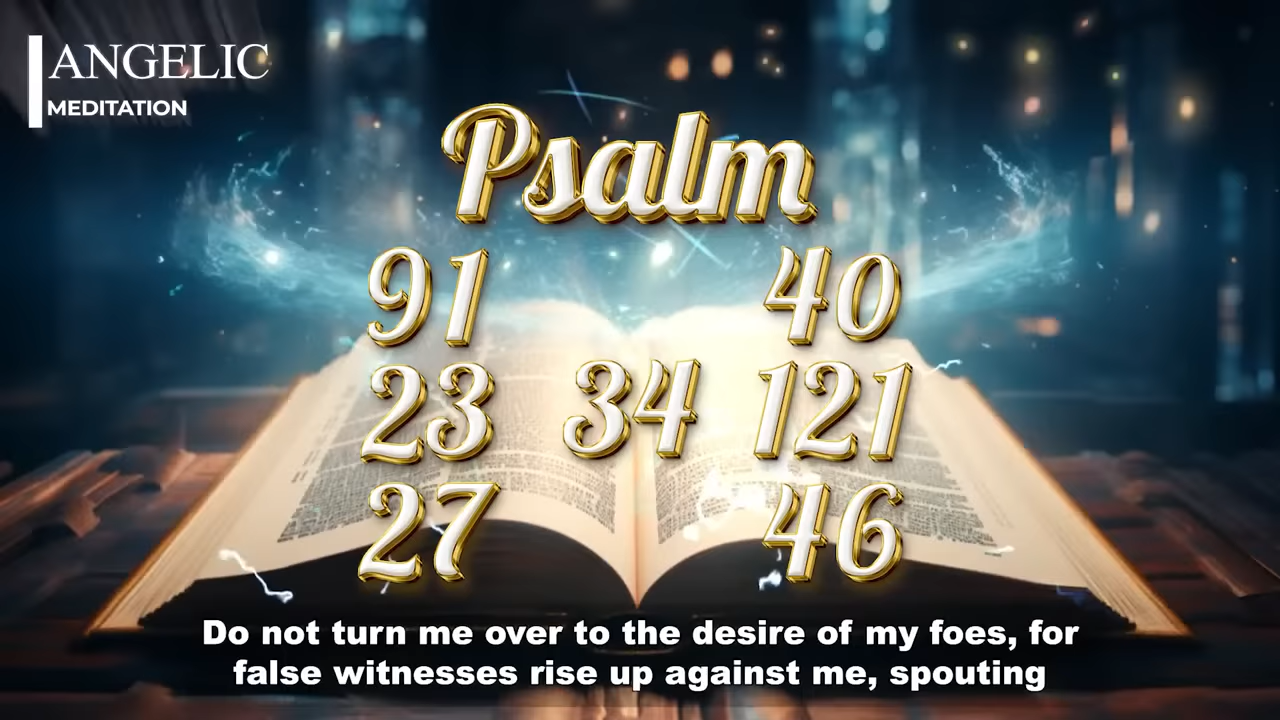 ANGELIC
MEDITATION
Psalm
91 40
23 34 121
27 46
Do not turn me over to the desire of my foes, for
false witnesses rise up against me, spouting